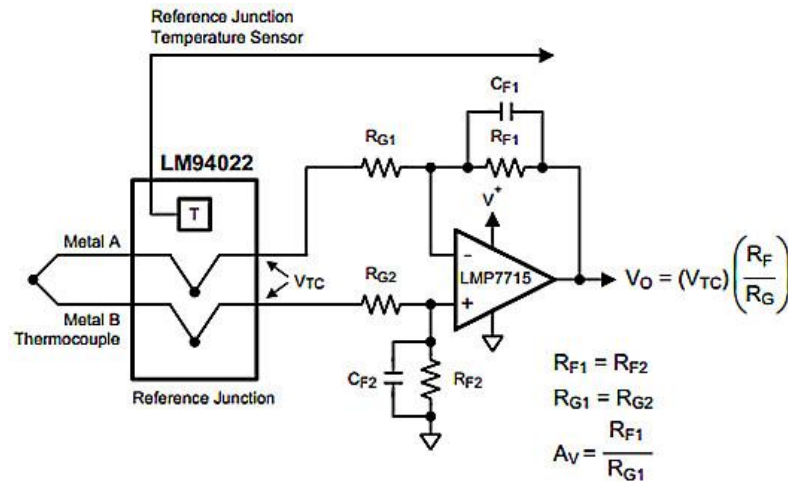 Reference Junction
Temperature Sensor
CF1
RG1
RF1
LM94022
V+
T
Metal A
-
LMP7715
VO = (VTC) (RF/RG)
RG2
VTC
+
Metal B
Thermocouple
CF2
RF2
RF1 = RF2
Reference Junction
RG1 = RG2
AV = RF1/RG1